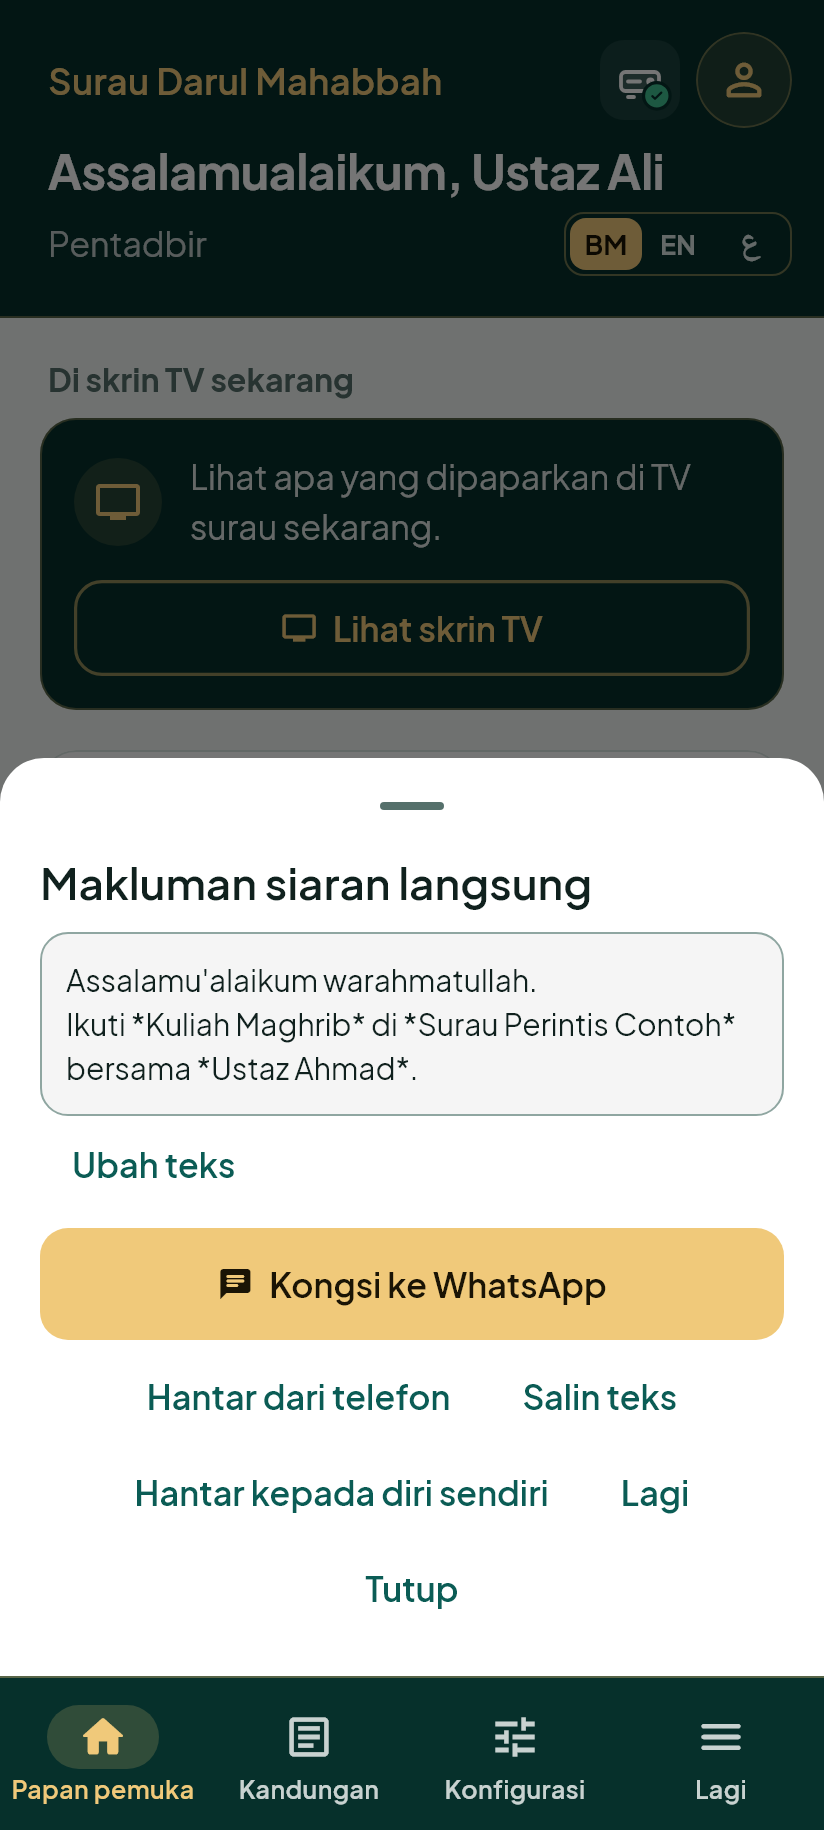 Surau Darul Mahabbah
Assalamualaikum, Ustaz Ali
Pentadbir
BM EN ع
Di skrin TV sekarang
Lihat apa yang dipaparkan di TV
surau sekarang.
Lihat skrin TV
Makluman siaran langsung
Assalamu'alaikum warahmatullah.
Ikuti *Kuliah Maghrib* di *Surau Perintis Contoh*
bersama *Ustaz Ahmad*.
Ubah teks
Kongsi ke WhatsApp
Hantar dari telefon Salin teks
Hantar kepada diri sendiri Lagi
Tutup
Papan pemuka Kandungan Konfigurasi Lagi